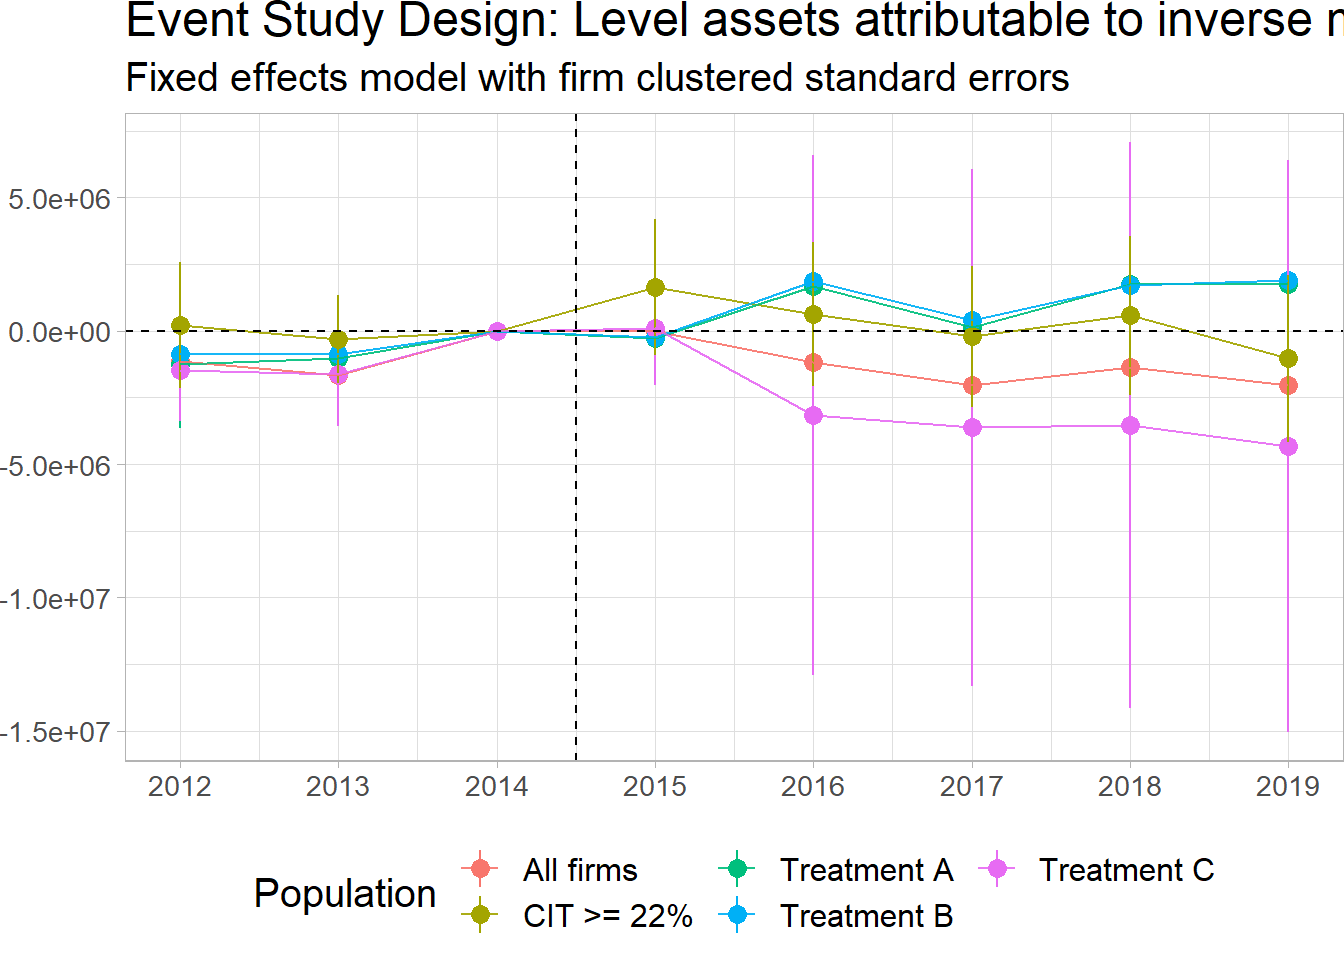 Event Study Design: Level assets attributable to inverse
Fixed effects model with firm clustered standard errors
5.0e+06
0.0e+00
-5.0e+06
-1.0e+07
-1.5e+07
2012 2013 2014 2015 2016 2017 2018 2019
Population
All firms Treatment A Treatment C
CIT >= 22% Treatment B